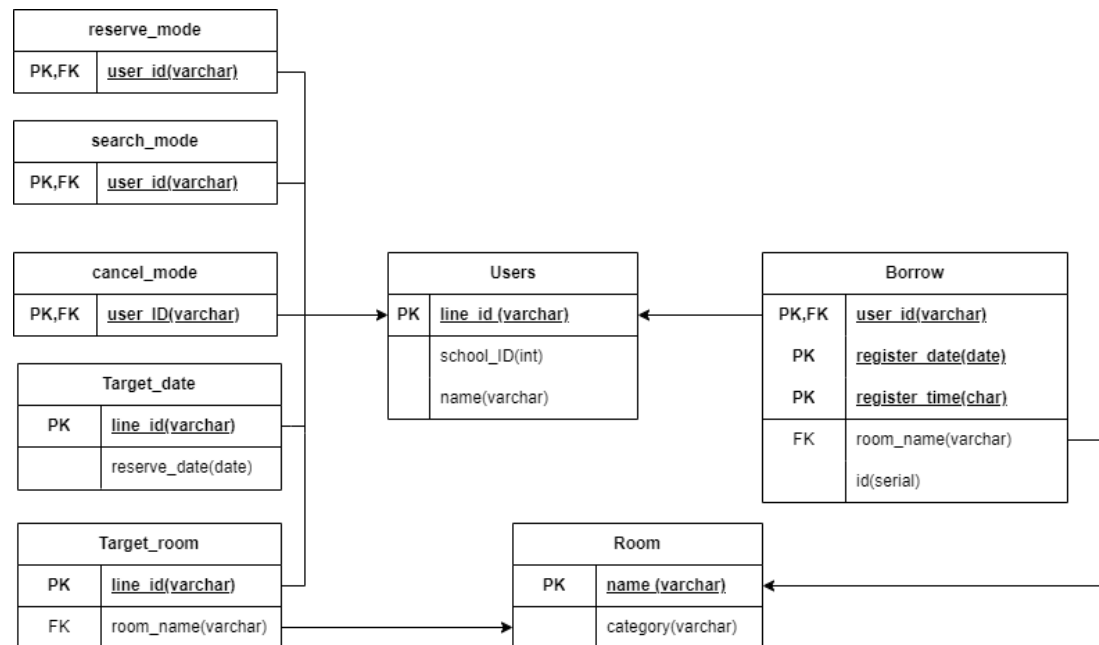 reserve_mode
PK,FK user_id(varchar)
search_mode
PK,FK user_id(varchar)
cancel_mode
PK,FK user_ID(varchar)
Target_date
PK line_id(varchar)
reserve_date(date)
Target_room
PK line_id(varchar)
FK room_name(varchar)
Users
PK line_id (varchar)
school_ID(int)
name(varchar)
Borrow
PK,FK user_id(varchar)
PK register_date(date)
PK register_time(char)
FK room_name(varchar)
id(serial)
Room
PK name (varchar)
category(varchar)